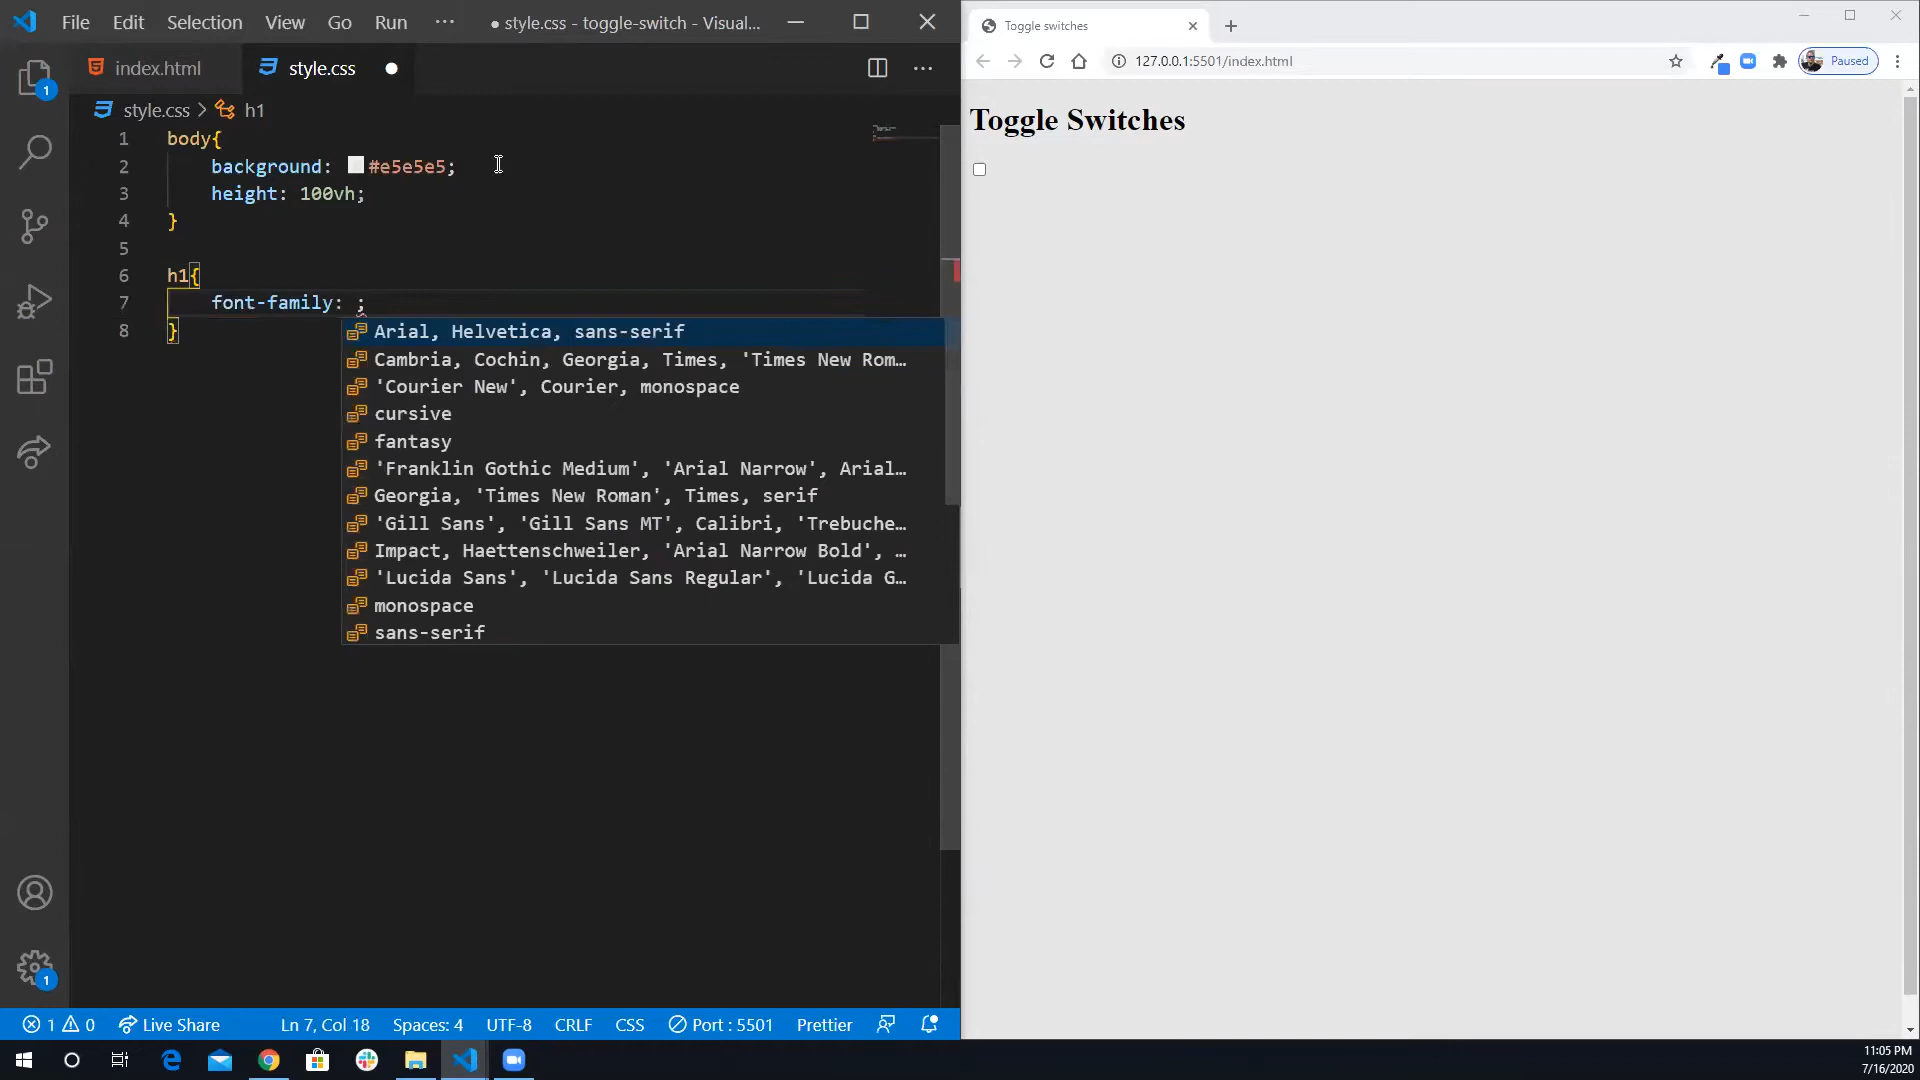 File Edit Selection View Go Run ··· ● style.css - toggle-switch - Visual...
index.html style.css ●
style.css > h1
1 body{
2 background: #e5e5e5;
3 height: 100vh;
4 }
5
6 h1{
7 font-family: ;
8 }
Arial, Helvetica, sans-serif
Cambria, Cochin, Georgia, Times, 'Times New Rom…
'Courier New', Courier, monospace
cursive
fantasy
'Franklin Gothic Medium', 'Arial Narrow', Arial…
Georgia, 'Times New Roman', Times, serif
'Gill Sans', 'Gill Sans MT', Calibri, 'Trebuche…
Impact, Haettenschweiler, 'Arial Narrow Bold', …
'Lucida Sans', 'Lucida Sans Regular', 'Lucida G…
monospace
sans-serif
1
1
1 0 Live Share Ln 7, Col 18 Spaces: 4 UTF-8 CRLF CSS Port : 5501 Prettier
Toggle switches
127.0.0.1:5501/index.html Paused
Toggle Switches
11:05 PM
7/16/2020